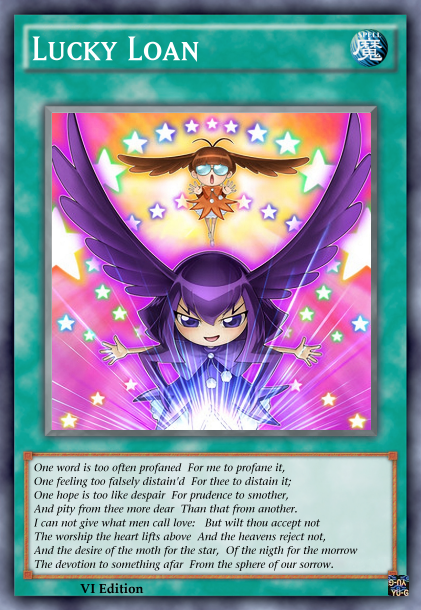 Lucky Loan
SPELL
魔
One word is too often profaned  For me to profane it,
One feeling too falsely distain'd  For thee to distain it;
One hope is too like despair  For prudence to smother,
And pity from thee more dear  Than that from another.
I can not give what men call love:   But wilt thou accept not
The worship the heart lifts above  And the heavens reject not,
And the desire of the moth for the star,  Of the nigth for the morrow
The devotion to something afar  From the sphere of our sorrow.
VI Edition